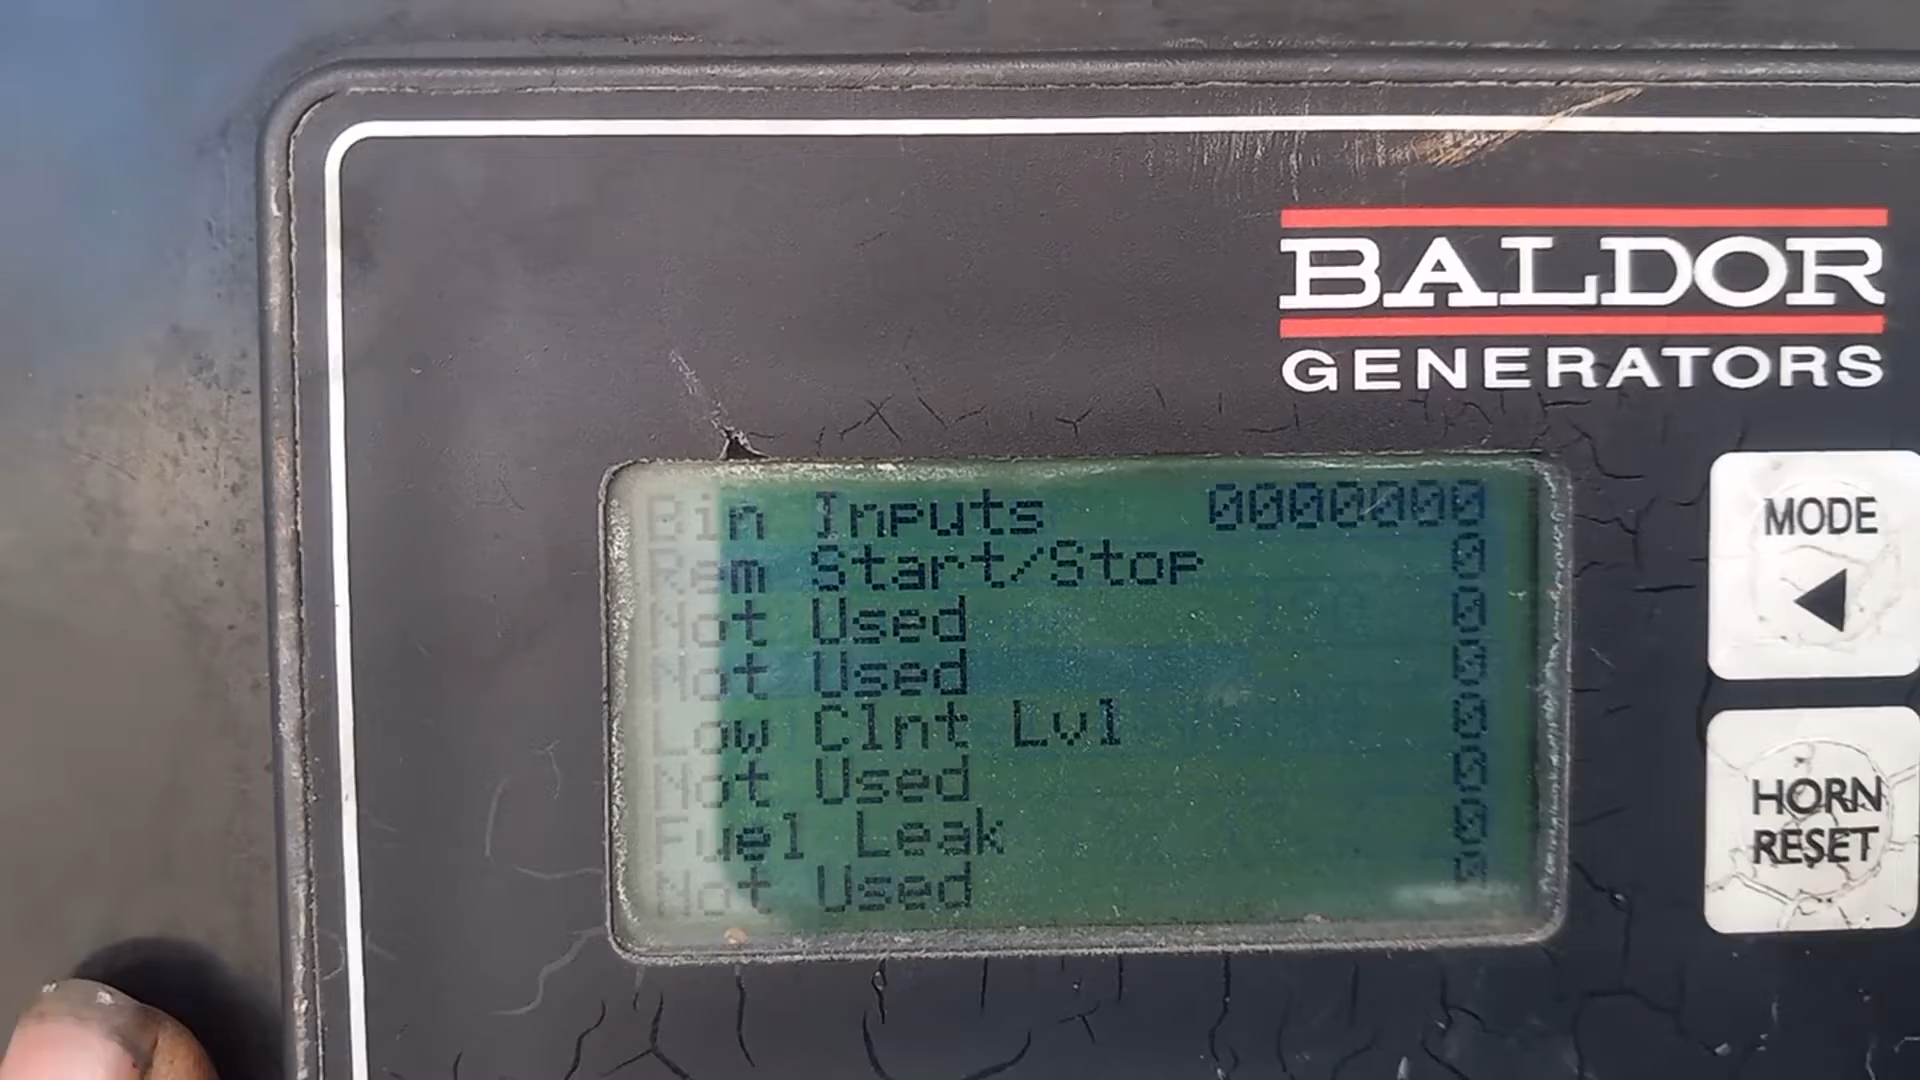 BALDOR
GENERATORS
Bin Inputs 0000000
Rem Start/Stop 0
Not Used 0
Not Used 0
Low Clnt Lvl 0
Not Used 0
Fuel Leak 0
Not Used 0
MODE
HORN
RESET